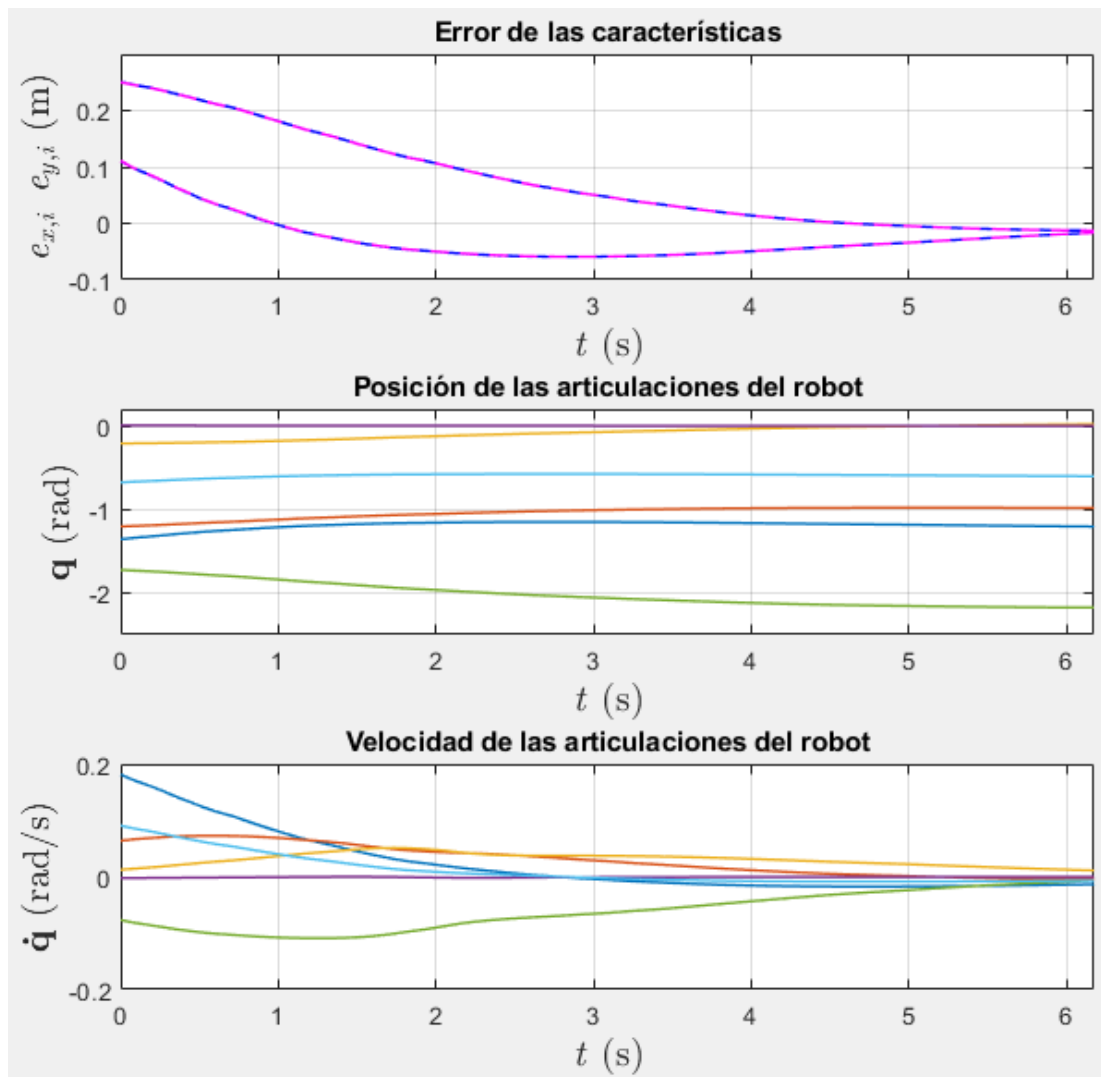 Error de las características
e_{x,i} e_{y,i} (m)
0.2
0.1
0
-0.1
0 1 2 3 4 5 6
t (s)
Posición de las articulaciones del robot
q (rad)
0
-1
-2
0 1 2 3 4 5 6
t (s)
Velocidad de las articulaciones del robot
q̇ (rad/s)
0.2
0
-0.2
0 1 2 3 4 5 6
t (s)